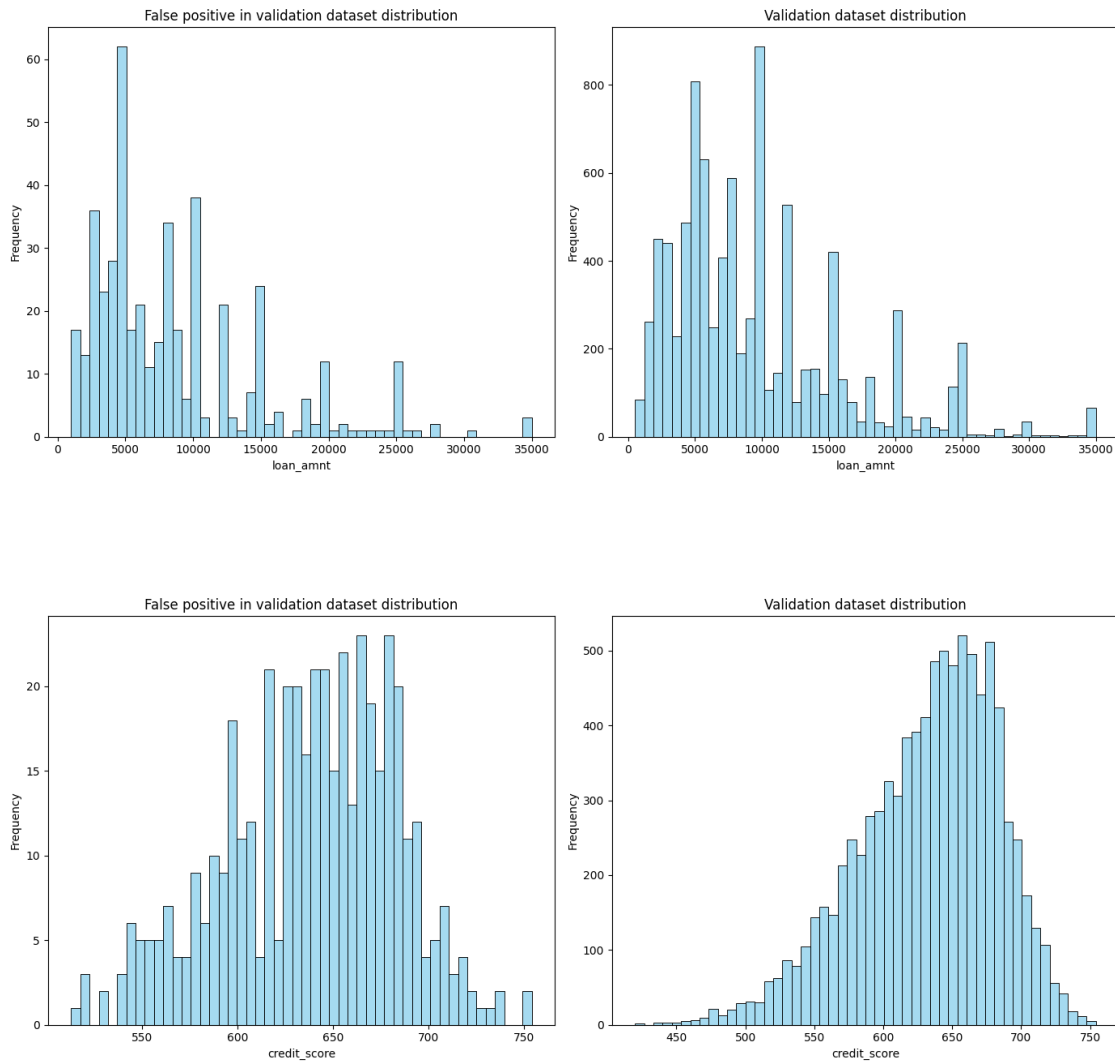 False positive in validation dataset distribution
Frequency
60
50
40
30
20
10
0
0 5000 10000 15000 20000 25000 30000 35000
loan_amnt
Validation dataset distribution
Frequency
800
600
400
200
0
0 5000 10000 15000 20000 25000 30000 35000
loan_amnt
False positive in validation dataset distribution
Frequency
20
15
10
5
0
550 600 650 700 750
credit_score
Validation dataset distribution
Frequency
500
400
300
200
100
0
450 500 550 600 650 700 750
credit_score